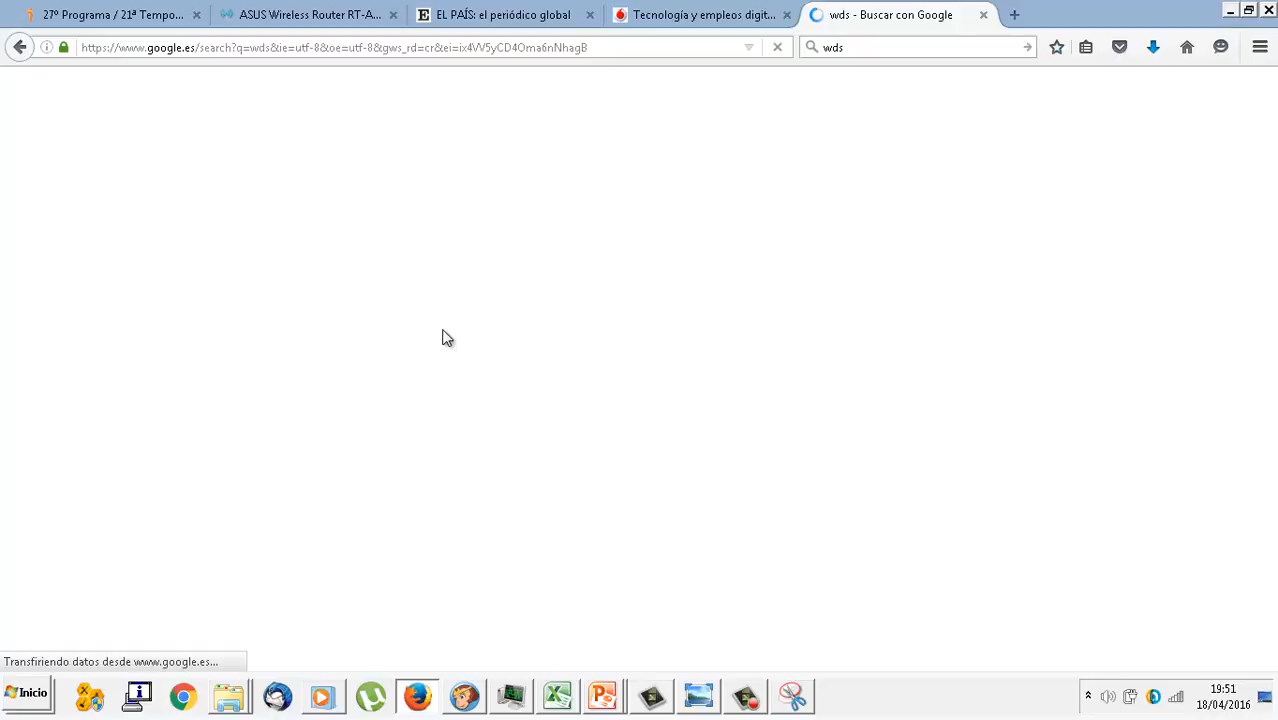 27º Programa / 21ª Tempo...
ASUS Wireless Router RT-A...
EL PAÍS: el periódico global
Tecnología y empleos digit...
wds - Buscar con Google
https://www.google.es/search?q=wds&ie=utf-8&oe=utf-8&gws_rd=cr&ei=ix4VV5yCD4Oma6nNhagB
wds
Transfiriendo datos desde www.google.es...
Inicio
19:51
18/04/2016